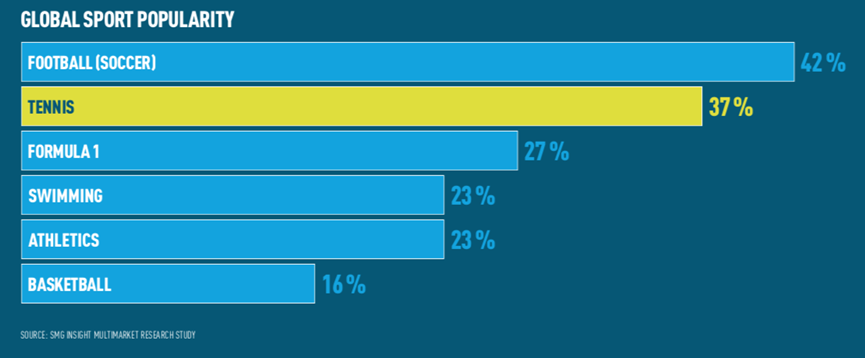 GLOBAL SPORT POPULARITY
FOOTBALL (SOCCER) 42%
TENNIS 37%
FORMULA 1 27%
SWIMMING 23%
ATHLETICS 23%
BASKETBALL 16%
SOURCE: SMG INSIGHT MULTIMARKET RESEARCH STUDY